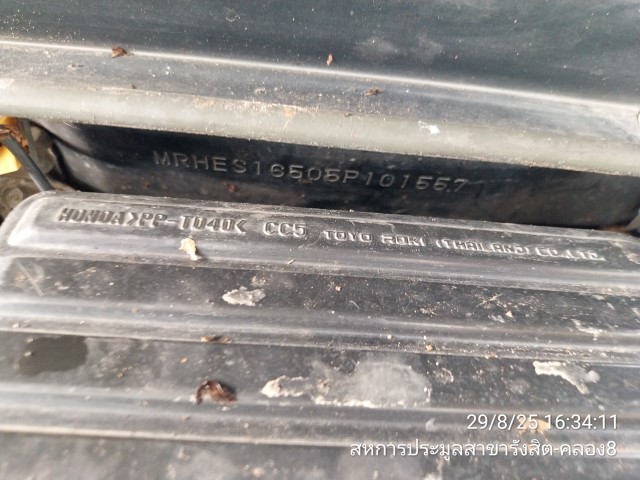 MRHES16505P101557
HONDA>PP-T040< CC5 TOYO ROKI (THAILAND) CO.,LTD.
29/8/25 16:34:11
สหการประมูลสาขารังสิต-คลอง8